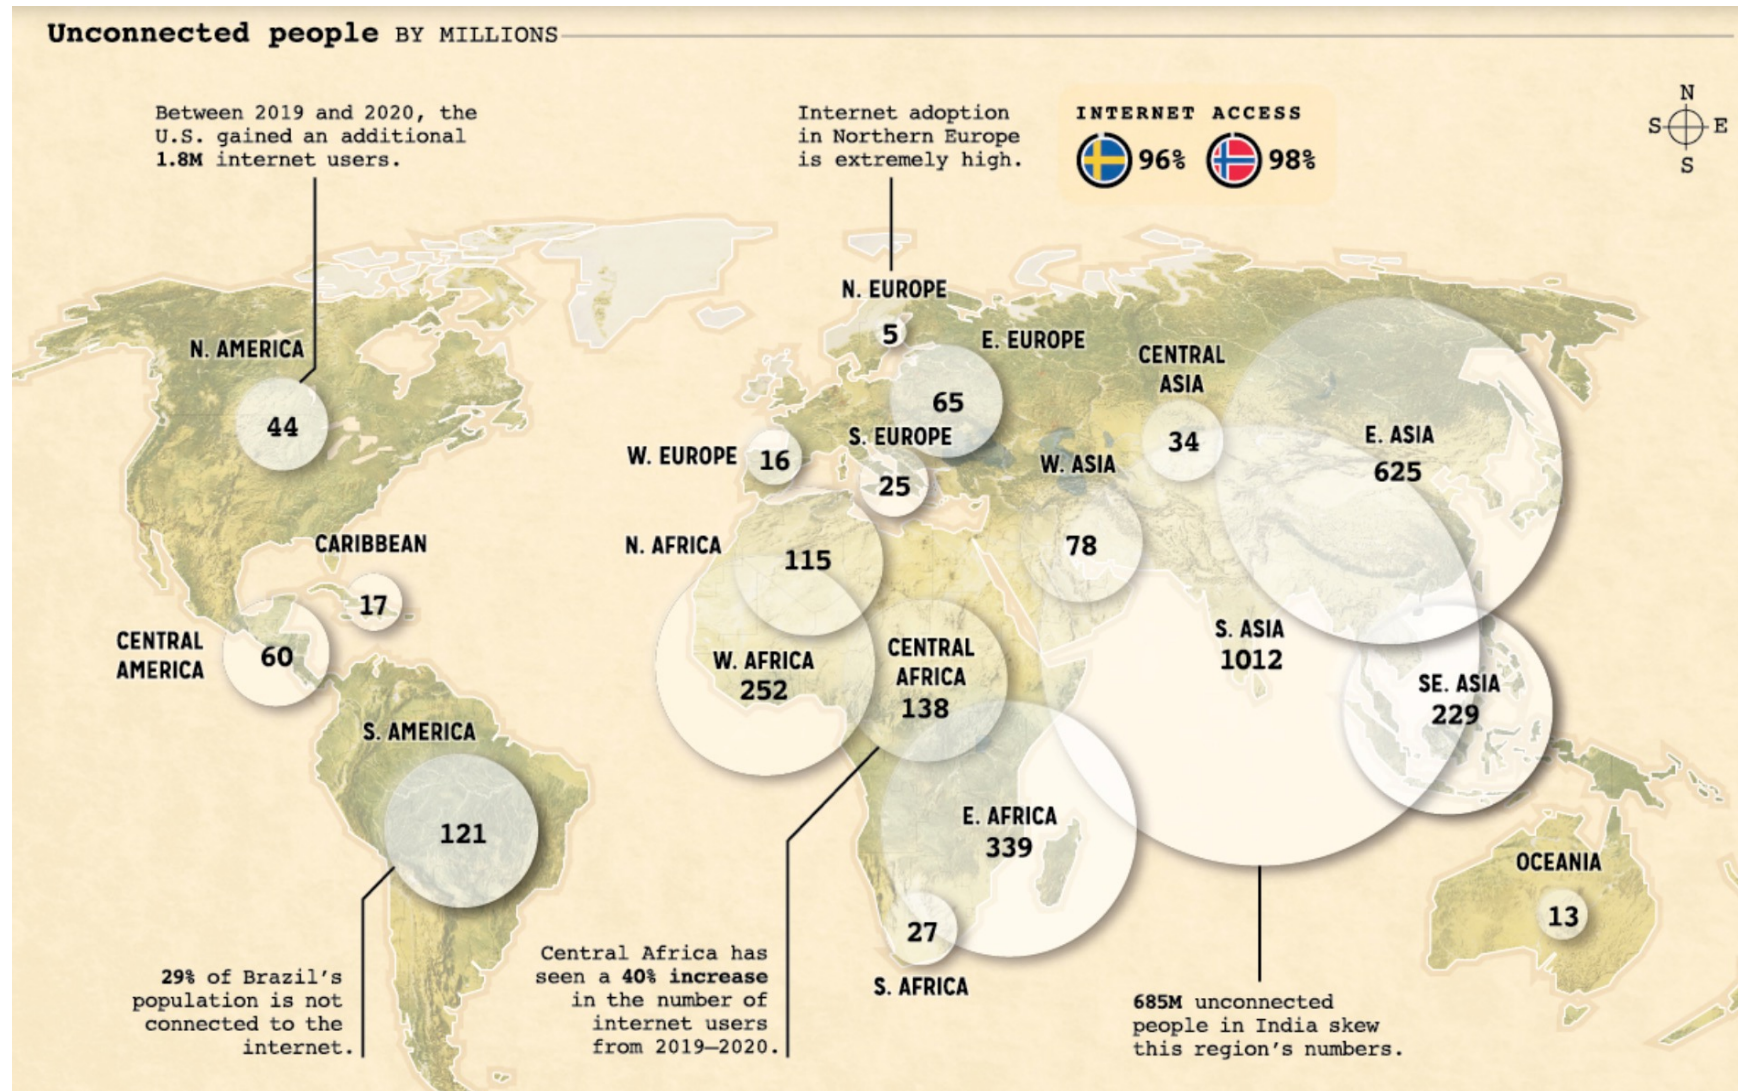 Unconnected people BY MILLIONS
Between 2019 and 2020, the
U.S. gained an additional
1.8M internet users.
Internet adoption
in Northern Europe
is extremely high.
INTERNET ACCESS
96% 98%
N
S E
S
N. EUROPE
5
E. EUROPE
65
N. AMERICA
44
CENTRAL
ASIA
34
E. ASIA
625
S. EUROPE
25
W. EUROPE
16
W. ASIA
78
CARIBBEAN
17
N. AFRICA
115
CENTRAL
AMERICA
60
W. AFRICA
252
CENTRAL
AFRICA
138
S. ASIA
1012
SE. ASIA
229
S. AMERICA
121
E. AFRICA
339
OCEANIA
13
27
S. AFRICA
29% of Brazil's
population is not
connected to the
internet.
Central Africa has
seen a 40% increase
in the number of
internet users
from 2019–2020.
685M unconnected
people in India skew
this region's numbers.